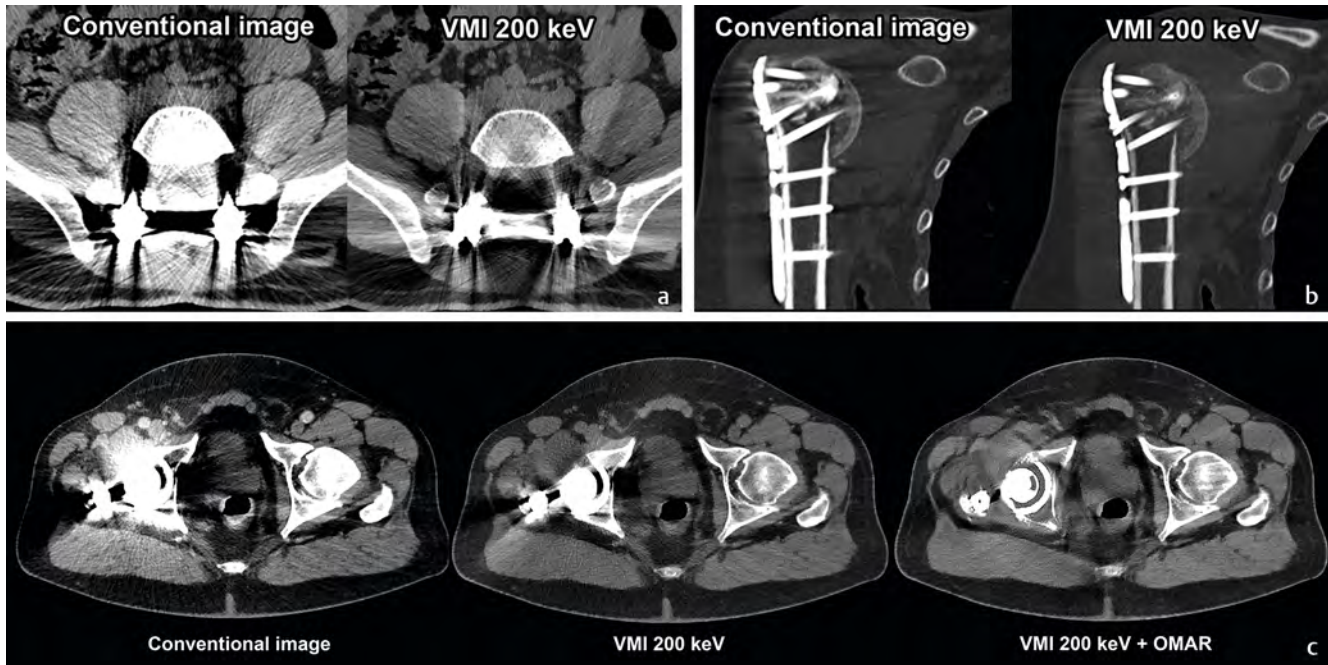 Conventional image
VMI 200 keV
a
Conventional image
VMI 200 keV
b
Conventional image
VMI 200 keV
VMI 200 keV + OMAR
c